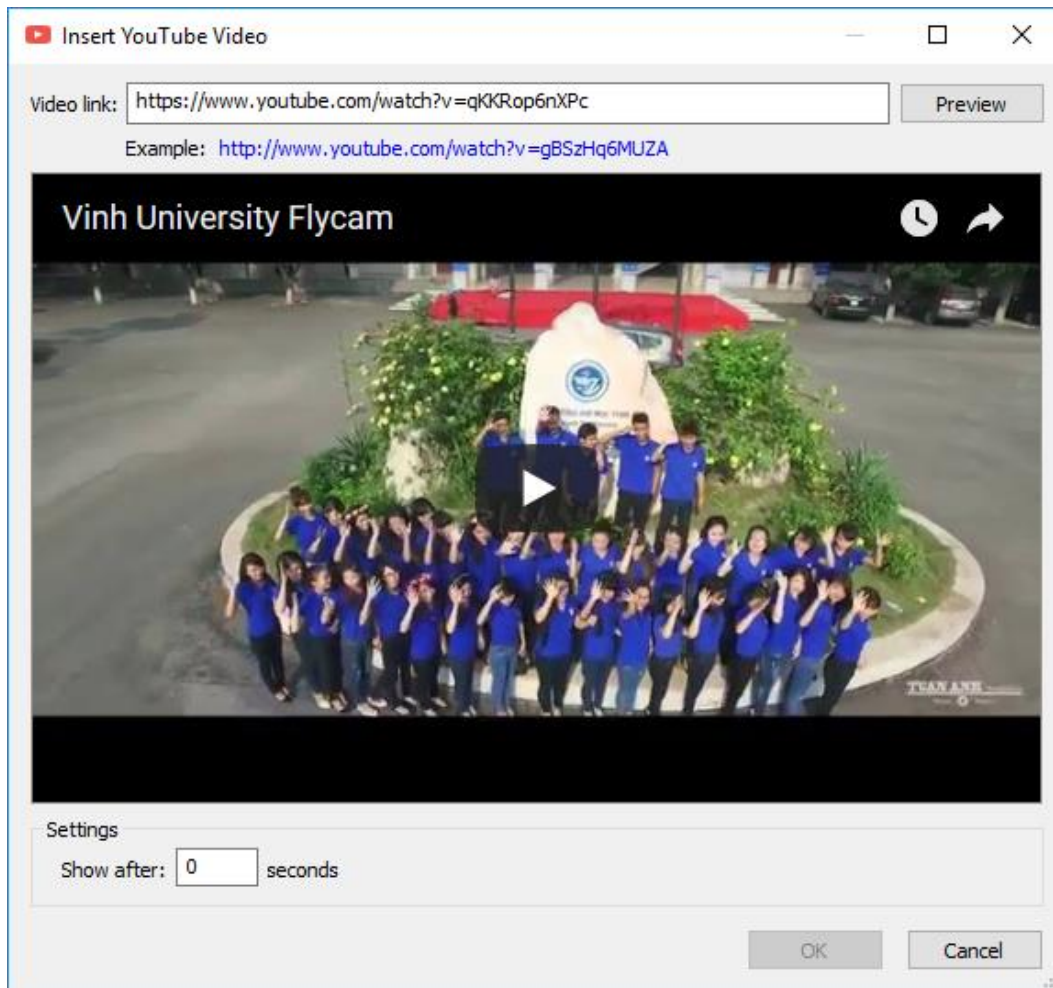 Insert YouTube Video
Video link: https://www.youtube.com/watch?v=qKKRop6nXPc Preview
Example: http://www.youtube.com/watch?v=gBSzHq6MUZA
Vinh University Flycam
TUAN ANH
Settings
Show after: 0 seconds
OK Cancel